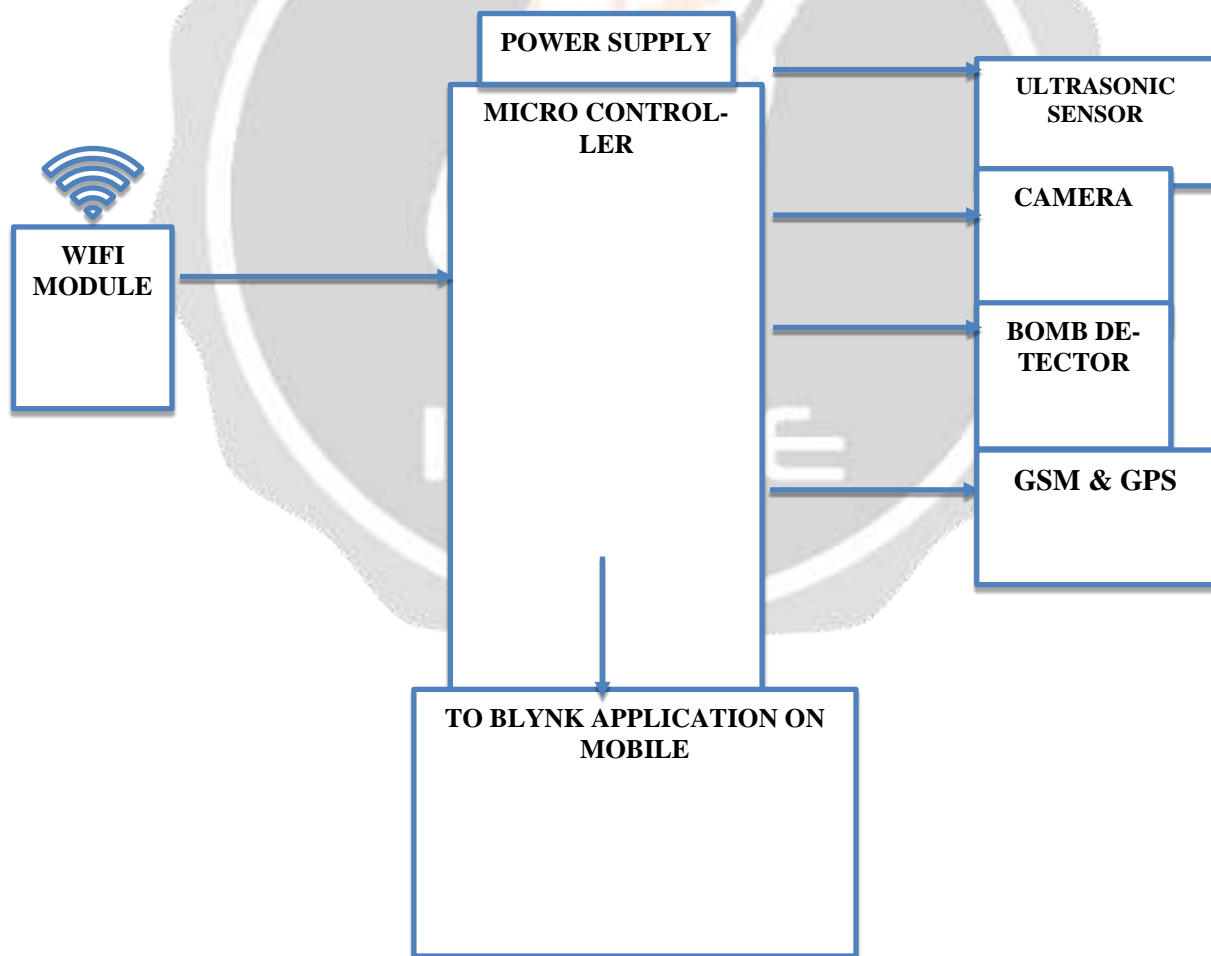 POWER SUPPLY
MICRO CONTROL-
LER
ULTRASONIC
SENSOR
CAMERA
WIFI
MODULE
BOMB DE-
TECTOR
GSM & GPS
TO BLYNK APPLICATION ON
MOBILE